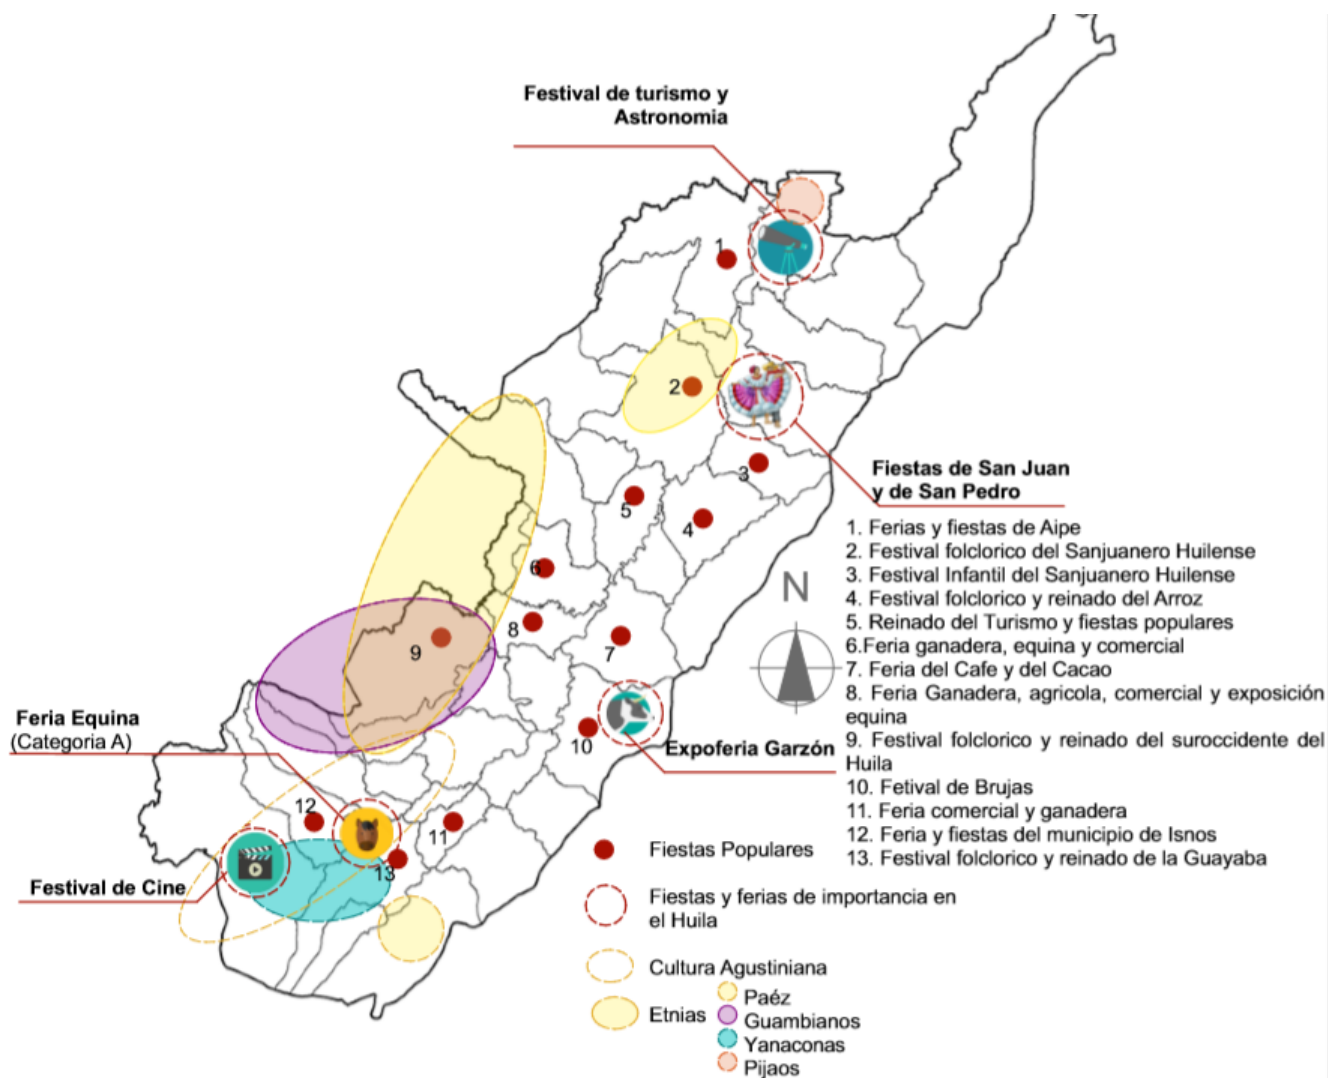 Festival de turismo y
Astronomia
1
2
3
4
5
6
7
8
9
10
11
12
13
Fiestas de San Juan
y de San Pedro
N
Feria Equina
(Categoria A)
Expoferia Garzón
Festival de Cine
1. Ferias y fiestas de Aipe
2. Festival folclorico del Sanjuanero Huilense
3. Festival Infantil del Sanjuanero Huilense
4. Festival folclorico y reinado del Arroz
5. Reinado del Turismo y fiestas populares
6.Feria ganadera, equina y comercial
7. Feria del Cafe y del Cacao
8. Feria Ganadera, agricola, comercial y exposición
equina
9. Festival folclorico y reinado del suroccidente del
Huila
10. Fetival de Brujas
11. Feria comercial y ganadera
12. Feria y fiestas del municipio de Isnos
13. Festival folclorico y reinado de la Guayaba
Fiestas Populares
Fiestas y ferias de importancia en
el Huila
Cultura Agustiniana
Etnias
Paéz
Guambianos
Yanaconas
Pijaos